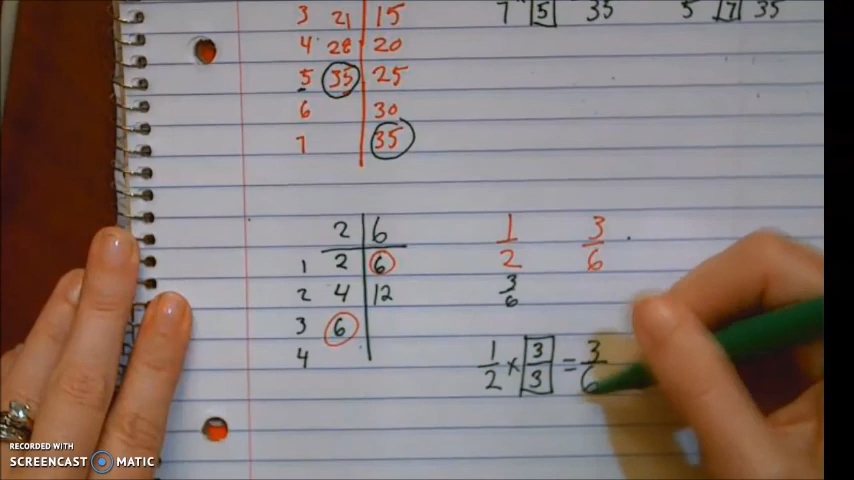 3 21 15 7 5 35 5 7 35
4 28 20
5 35 25
6 30
7 35
2 6 1/2 3/6
1 2 6
2 4 12 3/6
3 6
4 1/2 × 3/3 = 3/6
RECORDED WITH
SCREENCAST MATIC